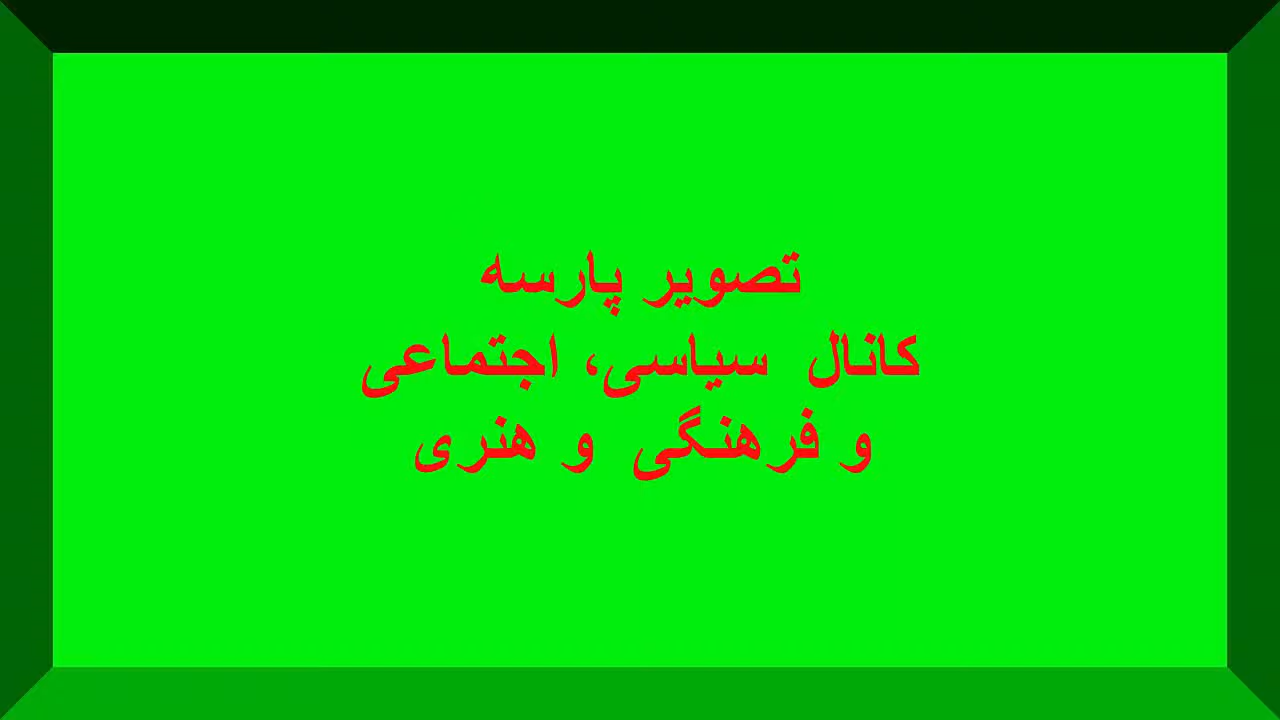 تصویر پارسه
کانال سیاسی، اجتماعی
و فرهنگی و هنری